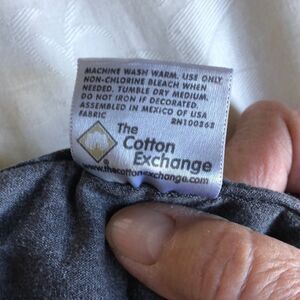 MACHINE WASH WARM. USE ONLY
NON-CHLORINE BLEACH WHEN
NEEDED. TUMBLE DRY MEDIUM.
DO NOT IRON IF DECORATED.
ASSEMBLED IN MEXICO OF USA
FABRIC RN100362
The
Cotton
Exchange
www.thecottonexchange.com